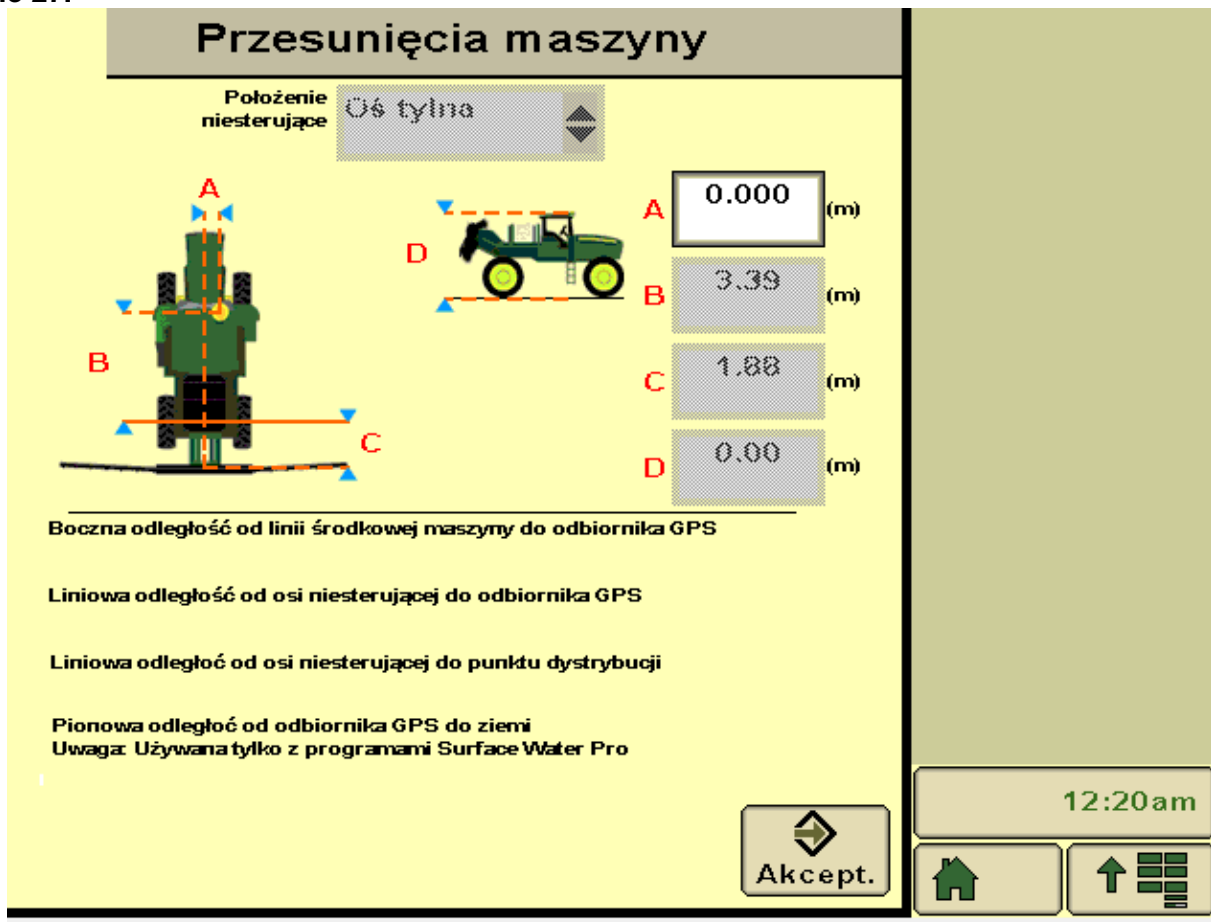 Przesunięcia maszyny
Położenie
niesterujące
Oś tylna
A
B
C
D
A 0.000 (m)
B 3.39 (m)
C 1.88 (m)
D 0.00 (m)
Boczna odległość od linii środkowej maszyny do odbiornika GPS
Liniowa odległość od osi niesterującej do odbiornika GPS
Liniowa odległoć od osi niesterującej do punktu dystrybucji
Pionowa odległoć od odbiornika GPS do ziemi
Uwaga: Używana tylko z programami Surface Water Pro
Akcept.
12:20am